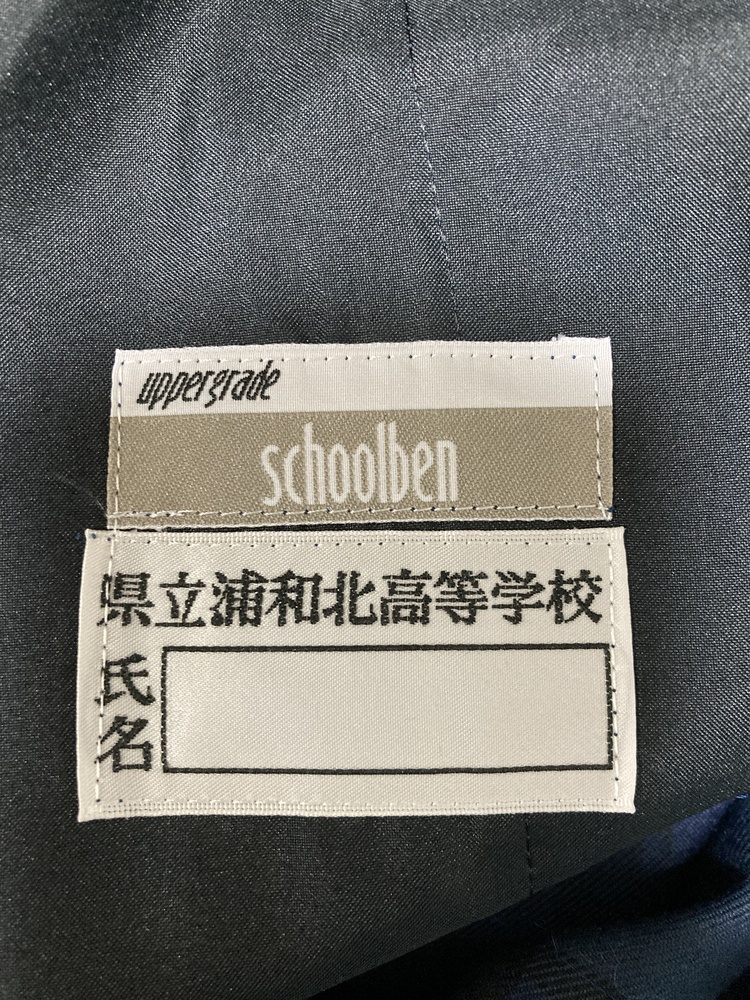 uppergrade
schoolben
県立浦和北高等学校
氏名